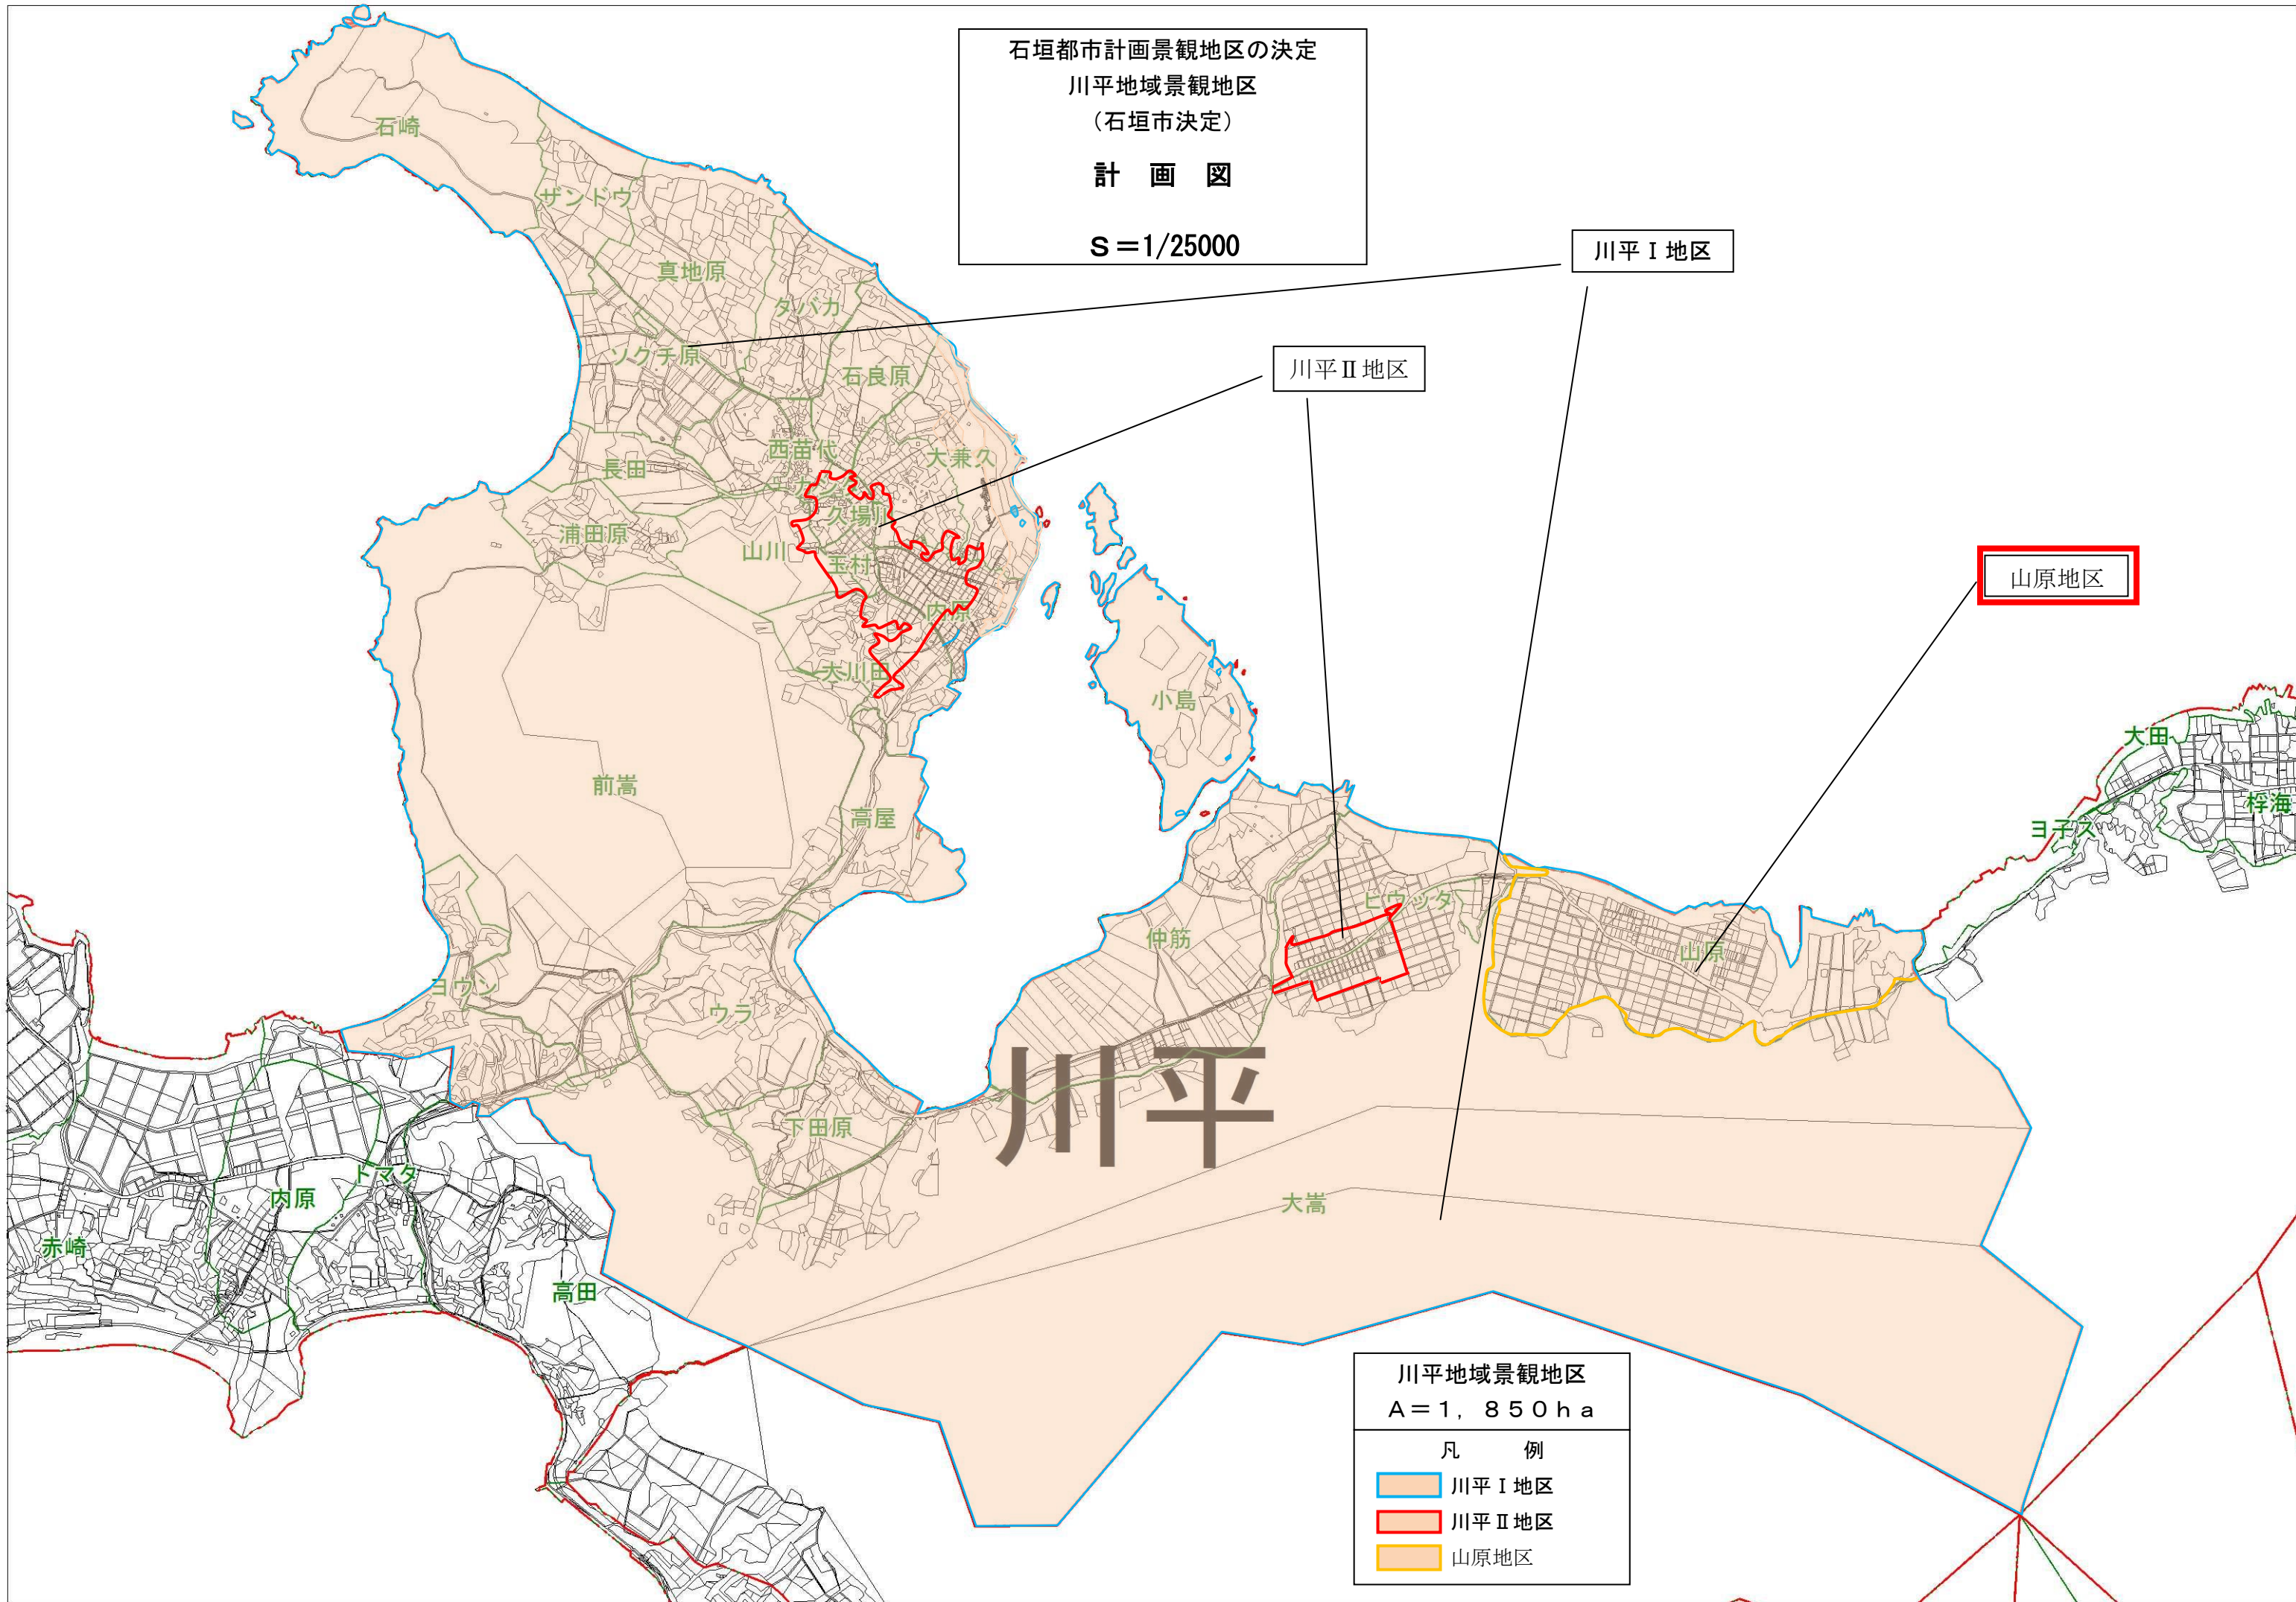 石垣都市計画景観地区の決定
川平地域景観地区
（石垣市決定）
計　画　図
S＝1/25000
川平Ⅰ地区
川平Ⅱ地区
山原地区
石崎
ザンドウ
真地原
タバカ
ソクチ原
石良原
西苗代
大兼久
長田
久場川
浦田原
山川
玉村
内原
大川田
小島
前嵩
高屋
大田
桴海
ヨ子ス
ヒウッタ
仲筋
山原
ヨウン
ウラ
川平
下田原
大嵩
トマタ
内原
赤崎
高田
川平地域景観地区
A＝1，850ha
凡　例
川平Ⅰ地区
川平Ⅱ地区
山原地区